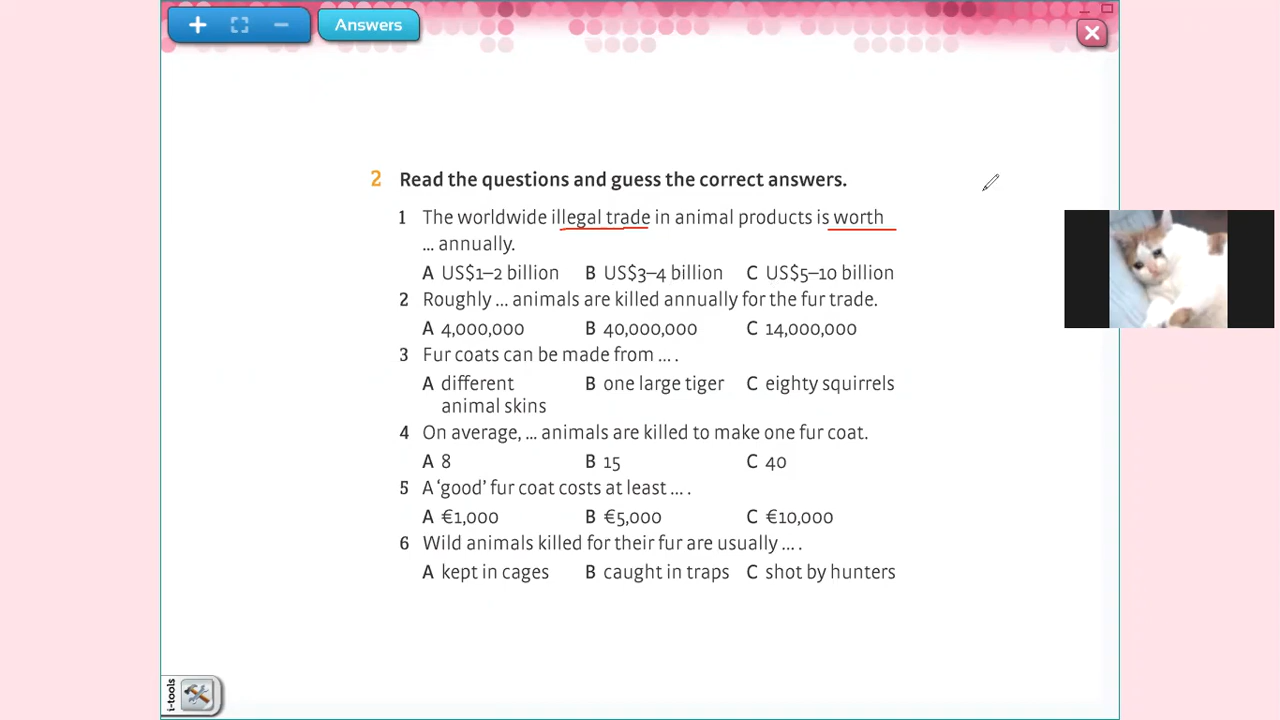 Answers
2 Read the questions and guess the correct answers.
1 The worldwide illegal trade in animal products is worth
... annually.
A US$1–2 billion B US$3–4 billion C US$5–10 billion
2 Roughly ... animals are killed annually for the fur trade.
A 4,000,000 B 40,000,000 C 14,000,000
3 Fur coats can be made from ... .
A different B one large tiger C eighty squirrels
animal skins
4 On average, ... animals are killed to make one fur coat.
A 8 B 15 C 40
5 A ‘good’ fur coat costs at least ... .
A €1,000 B €5,000 C €10,000
6 Wild animals killed for their fur are usually ... .
A kept in cages B caught in traps C shot by hunters
i-tools